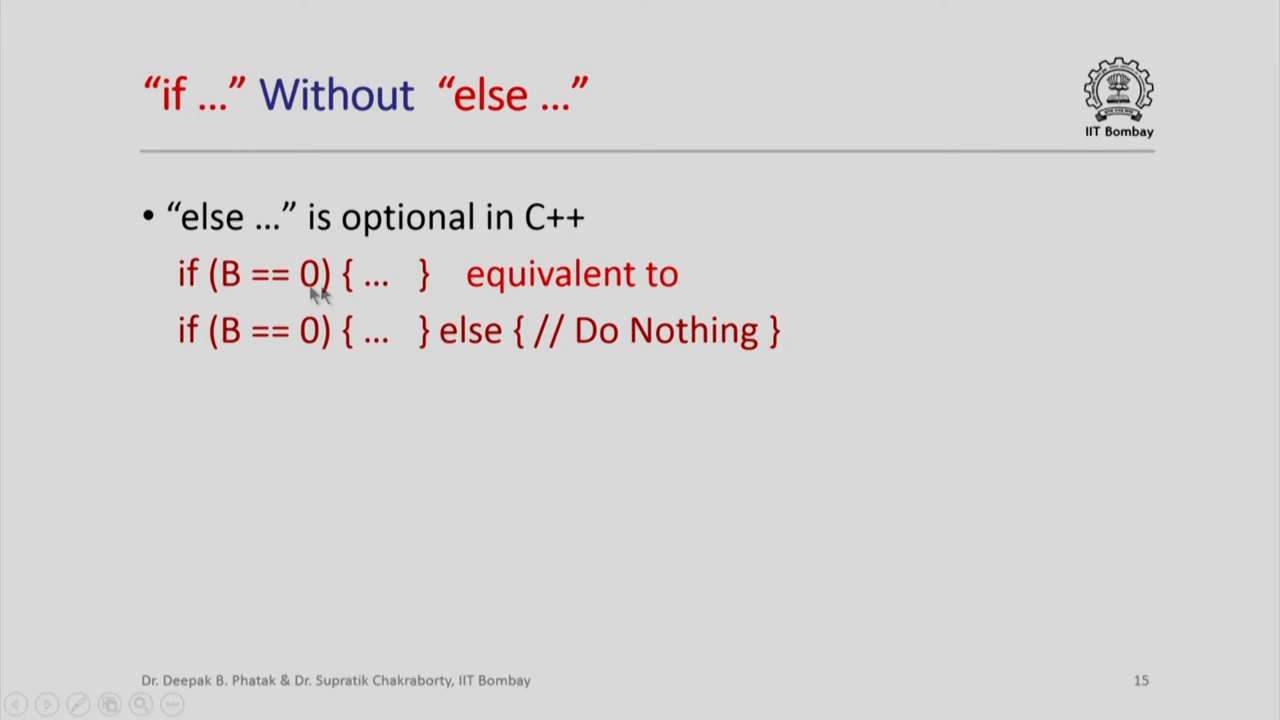 “if …” Without “else …”
IIT Bombay
• “else …” is optional in C++
if (B == 0) { … } equivalent to
if (B == 0) { … } else { // Do Nothing }
Dr. Deepak B. Phatak & Dr. Supratik Chakraborty, IIT Bombay
15